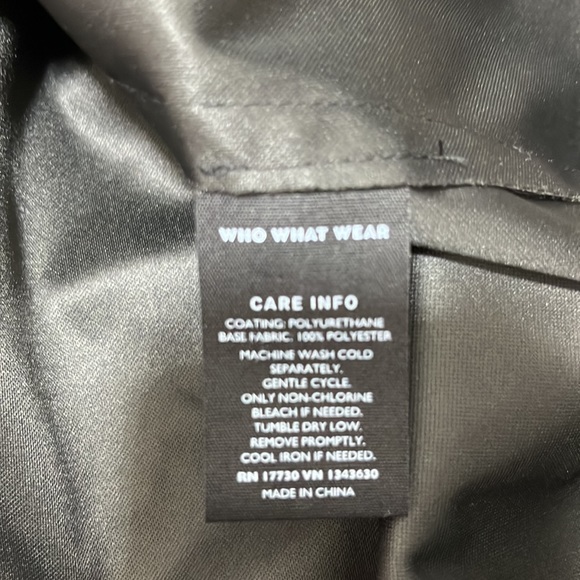 WHO WHAT WEAR
CARE INFO
COATING: POLYURETHANE
BASE FABRIC: 100% POLYESTER
MACHINE WASH COLD
SEPARATELY.
GENTLE CYCLE.
ONLY NON-CHLORINE
BLEACH IF NEEDED.
TUMBLE DRY LOW.
REMOVE PROMPTLY.
COOL IRON IF NEEDED.
RN 17730 VN 1343630
MADE IN CHINA